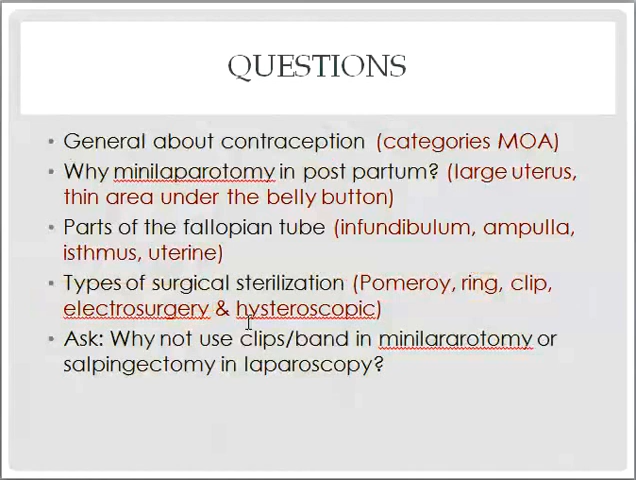 QUESTIONS
• General about contraception (categories MOA)
• Why minilaparotomy in post partum? (large uterus,
thin area under the belly button)
• Parts of the fallopian tube (infundibulum, ampulla,
isthmus, uterine)
• Types of surgical sterilization (Pomeroy, ring, clip,
electrosurgery & hysteroscopic)
• Ask: Why not use clips/band in minilararotomy or
salpingectomy in laparoscopy?